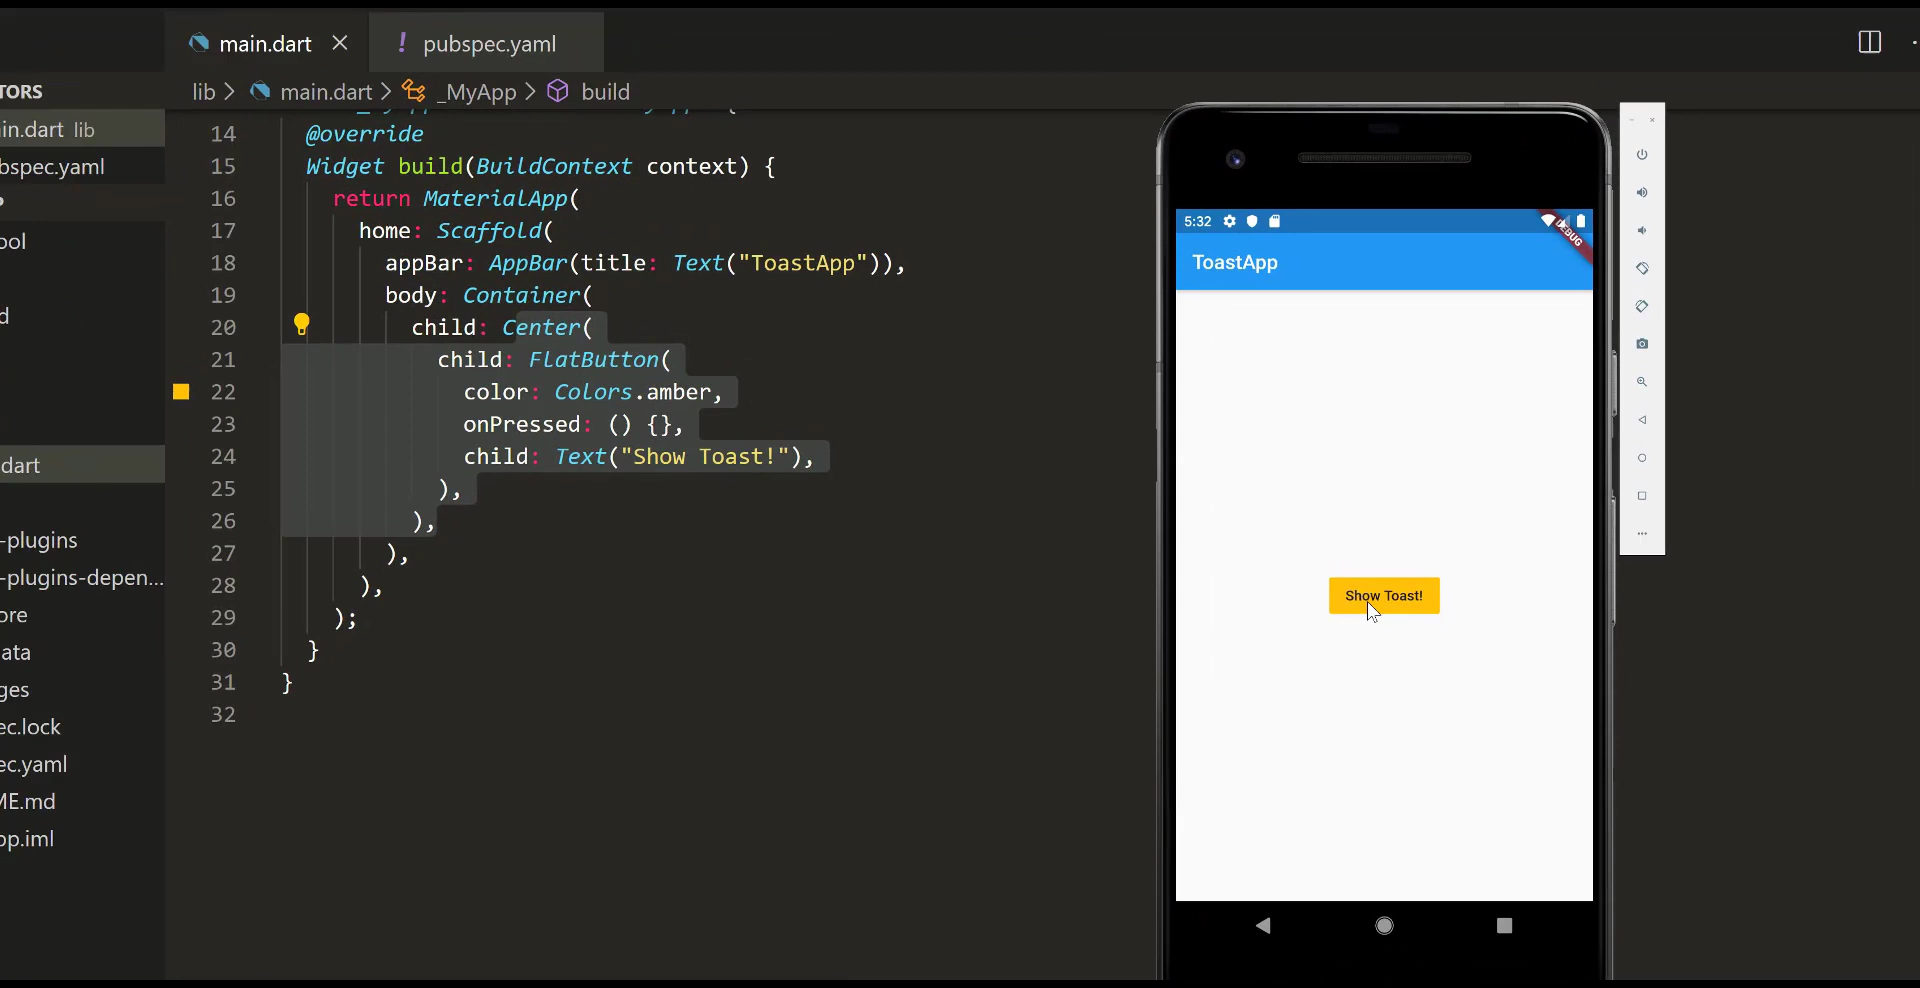 main.dart
! pubspec.yaml
TORS
lib > main.dart > _MyApp > build
in.dart lib
bspec.yaml
ool
d
dart
-plugins
-plugins-depen...
ore
ata
ges
ec.lock
ec.yaml
ME.md
pp.iml
14 @override
15 Widget build(BuildContext context) {
16 return MaterialApp(
17 home: Scaffold(
18 appBar: AppBar(title: Text("ToastApp")),
19 body: Container(
20 child: Center(
21 child: FlatButton(
22 color: Colors.amber,
23 onPressed: () {},
24 child: Text("Show Toast!"),
25 ),
26 ),
27 ),
28 ),
29 );
30 }
31 }
32
5:32
DEBUG
ToastApp
Show Toast!